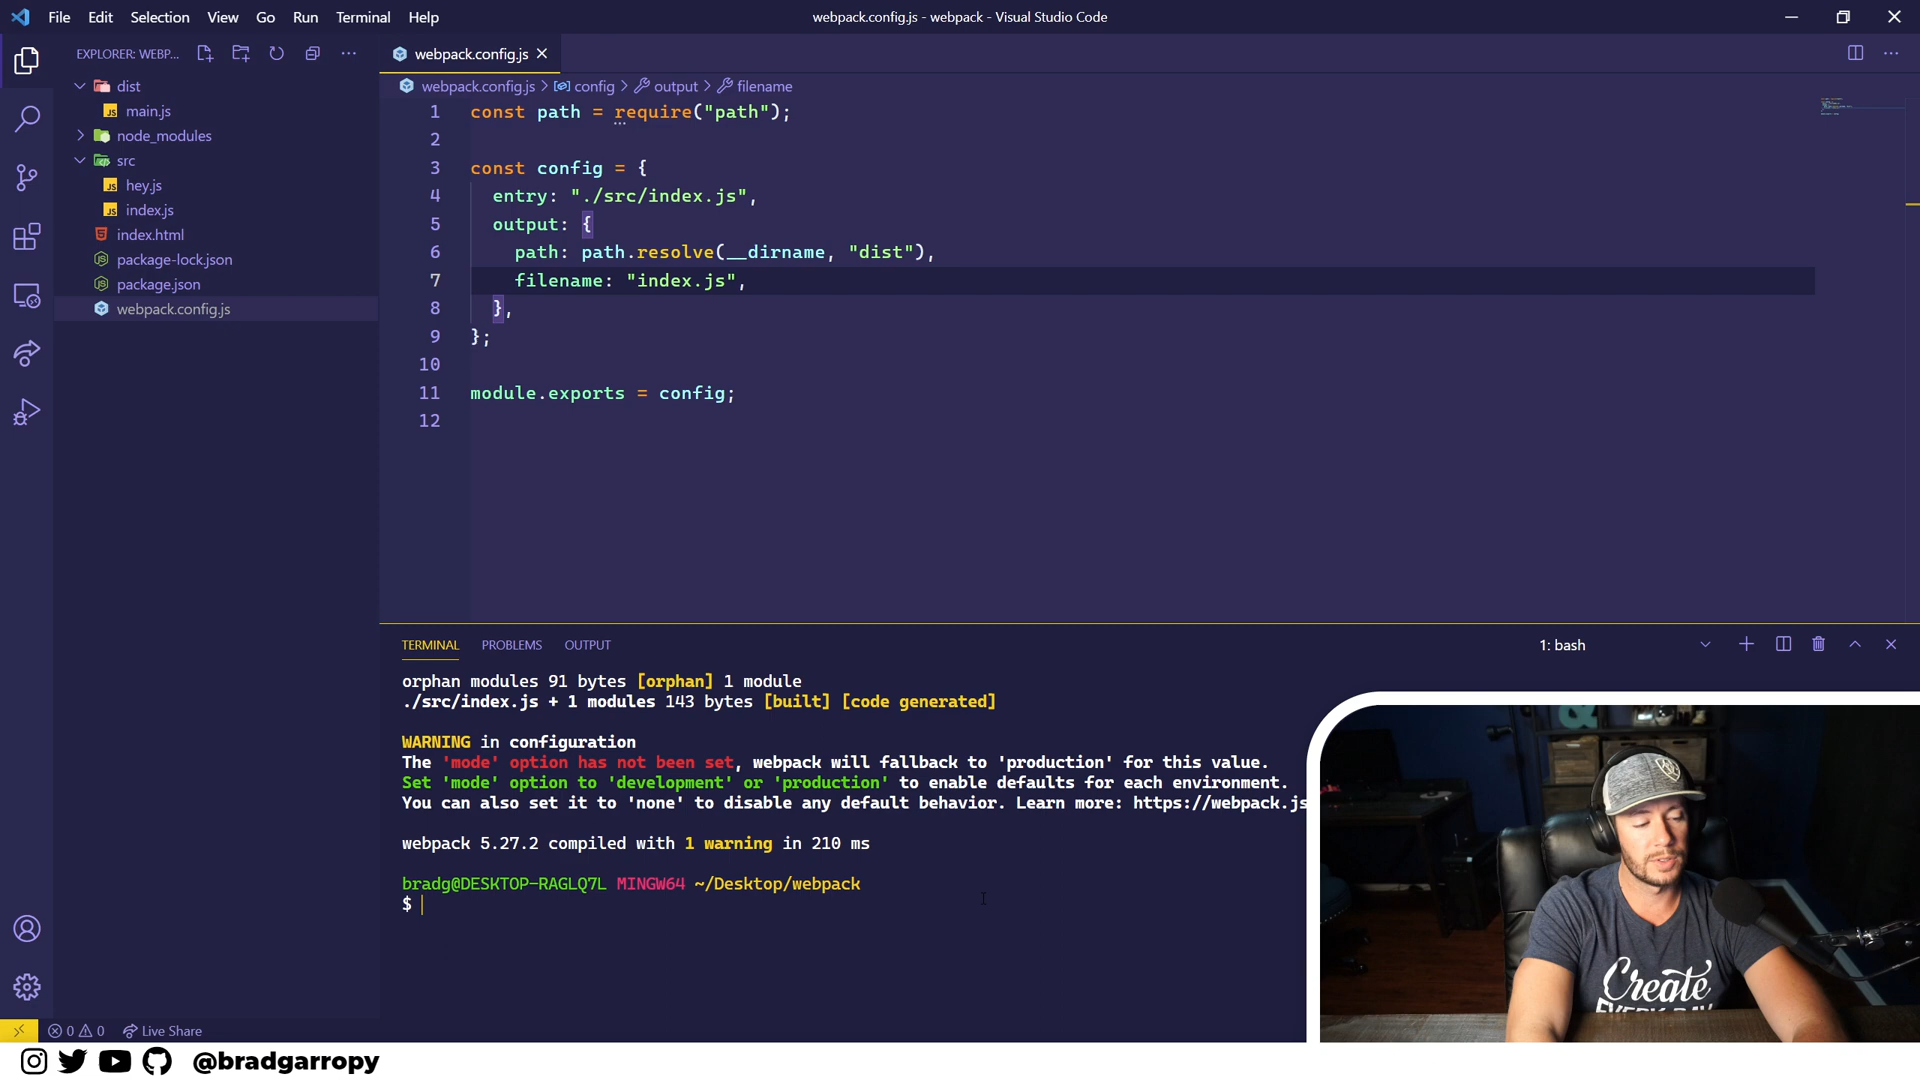 File Edit Selection View Go Run Terminal Help
webpack.config.js - webpack - Visual Studio Code
EXPLORER: WEBP...
dist
main.js
node_modules
src
hey.js
index.js
index.html
package-lock.json
package.json
webpack.config.js
webpack.config.js
webpack.config.js > config > output > filename
1 const path = require("path");
2
3 const config = {
4 entry: "./src/index.js",
5 output: {
6 path: path.resolve(__dirname, "dist"),
7 filename: "index.js",
8 },
9 };
10
11 module.exports = config;
12
TERMINAL PROBLEMS OUTPUT
1: bash
orphan modules 91 bytes [orphan] 1 module
./src/index.js + 1 modules 143 bytes [built] [code generated]
WARNING in configuration
The 'mode' option has not been set, webpack will fallback to 'production' for this value.
Set 'mode' option to 'development' or 'production' to enable defaults for each environment.
You can also set it to 'none' to disable any default behavior. Learn more: https://webpack.js
webpack 5.27.2 compiled with 1 warning in 210 ms
bradg@DESKTOP-RAGLQ7L MINGW64 ~/Desktop/webpack
$
Create
EVERY DAY
0 0 Live Share
@bradgarropy